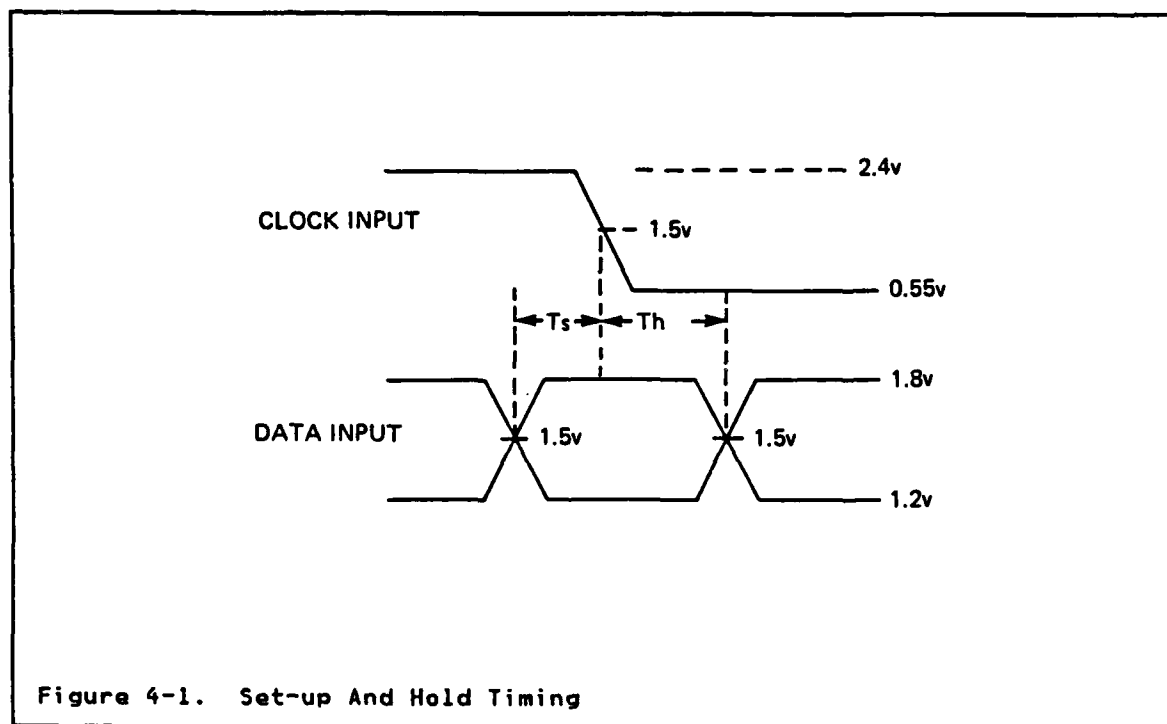 2.4v
CLOCK INPUT
1.5v
0.55v
Ts
Th
1.8v
DATA INPUT
1.5v
1.5v
1.2v
Figure 4-1. Set-up And Hold Timing